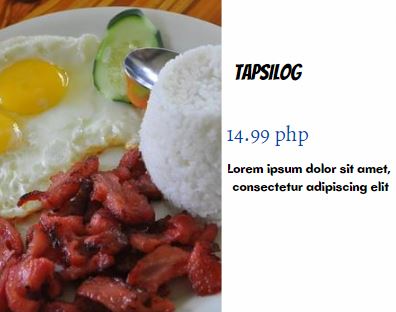 TAPSILOG
14.99 php
Lorem ipsum dolor sit amet,
consectetur adipiscing elit